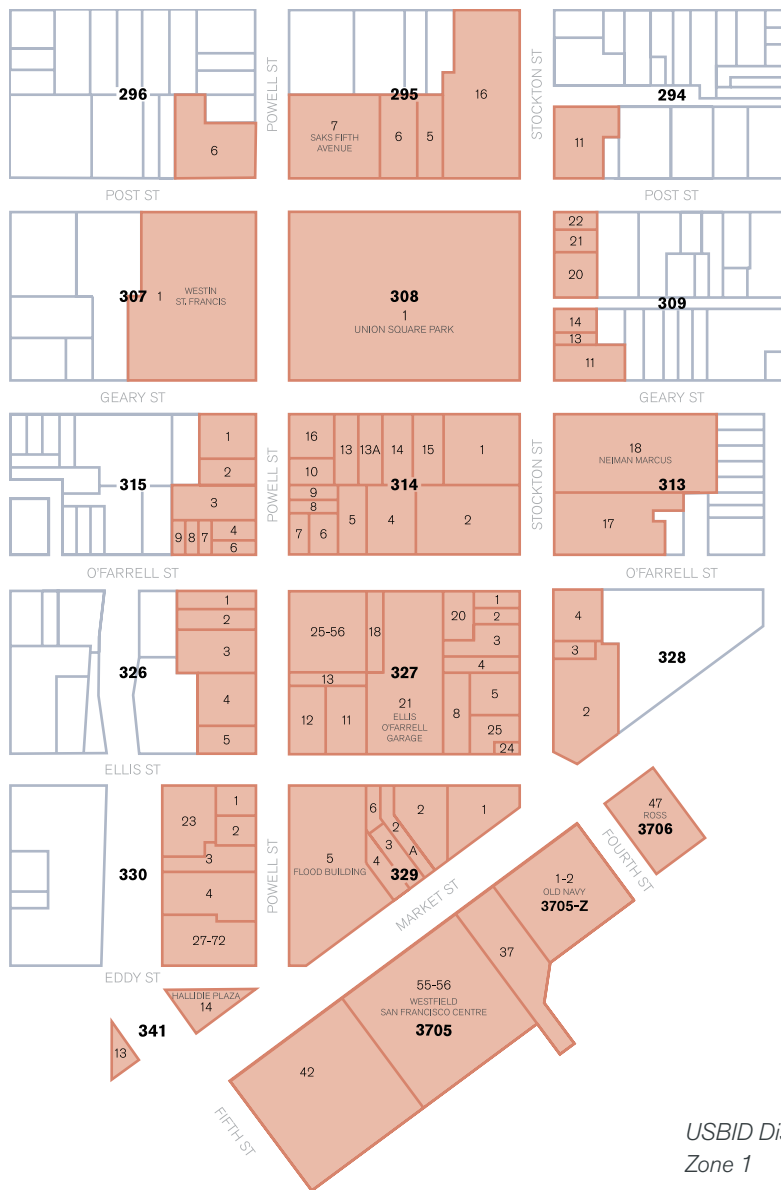 POWELL ST
STOCKTON ST
296
6
295
7
SAKS FIFTH
AVENUE
6
5
16
294
11
POST ST
POST ST
307
1
WESTIN
ST. FRANCIS
308
1
UNION SQUARE PARK
22
21
20
309
14
13
11
GEARY ST
GEARY ST
POWELL ST
STOCKTON ST
315
1
2
3
9
8
7
4
6
314
16
13
13A
14
15
1
10
9
8
7
6
5
4
2
18
NEIMAN MARCUS
313
17
O'FARRELL ST
O'FARRELL ST
326
1
2
3
4
5
25-56
18
327
20
1
2
3
4
13
12
11
21
ELLIS
O'FARRELL
GARAGE
8
5
25
24
4
3
328
2
ELLIS ST
POWELL ST
330
23
1
2
3
4
27-72
5
FLOOD BUILDING
6
2
2
1
3
A
4
329
MARKET ST
FOURTH ST
47
ROSS
3706
1-2
OLD NAVY
3705-Z
37
EDDY ST
HALLIDIE PLAZA
14
341
13
55-56
WESTFIELD
SAN FRANCISCO CENTRE
3705
42
FIFTH ST
USBID
Zone 1